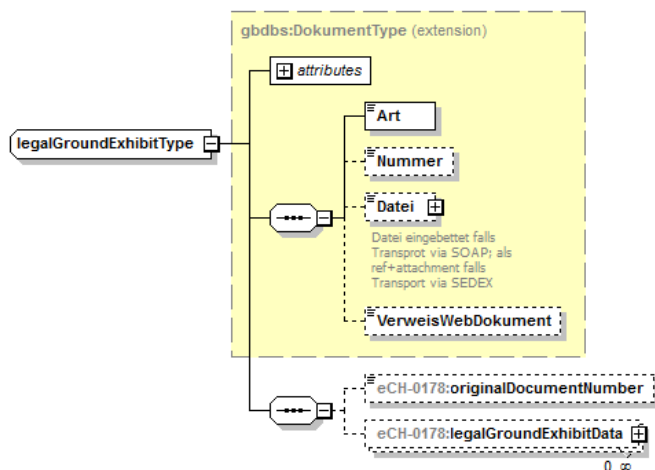 gbdbs:DokumentType (extension)
attributes
legalGroundExhibitType
Art
Nummer
Datei
Datei eingebettet falls
Transprot via SOAP; als
ref+attachment falls
Transport via SEDEX
VerweisWebDokument
eCH-0178:originalDocumentNumber
eCH-0178:legalGroundExhibitData
0..∞